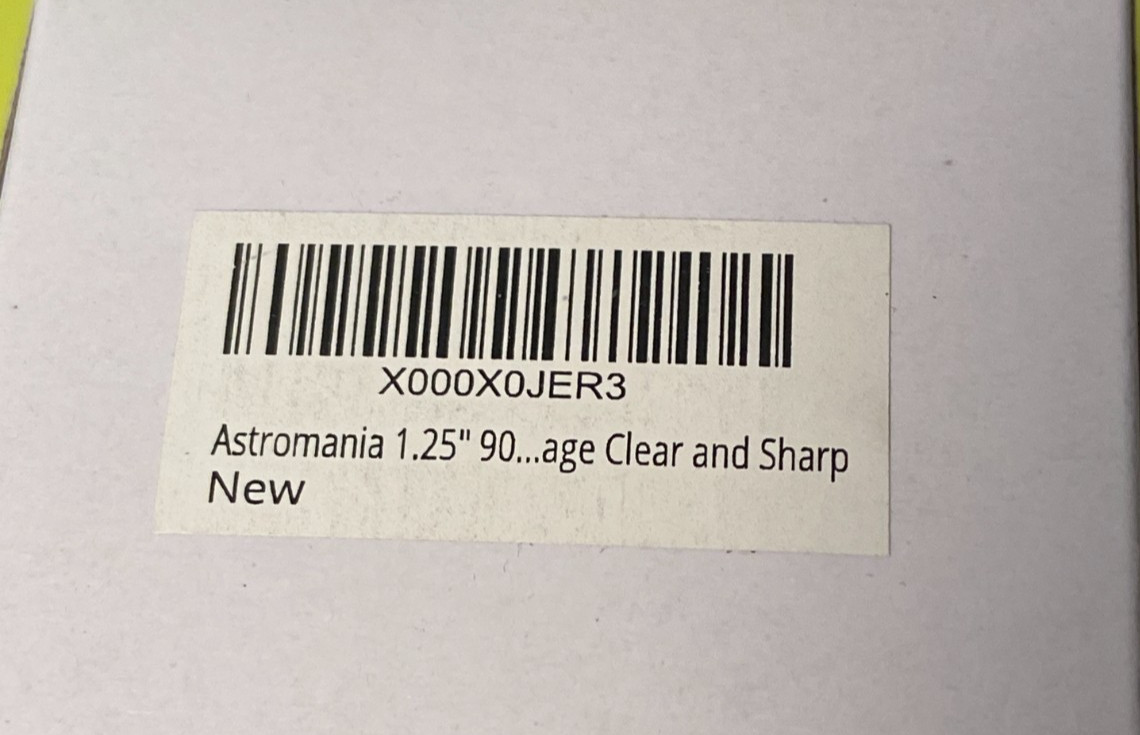 X000X0JER3
Astromania 1.25" 90...age Clear and Sharp
New